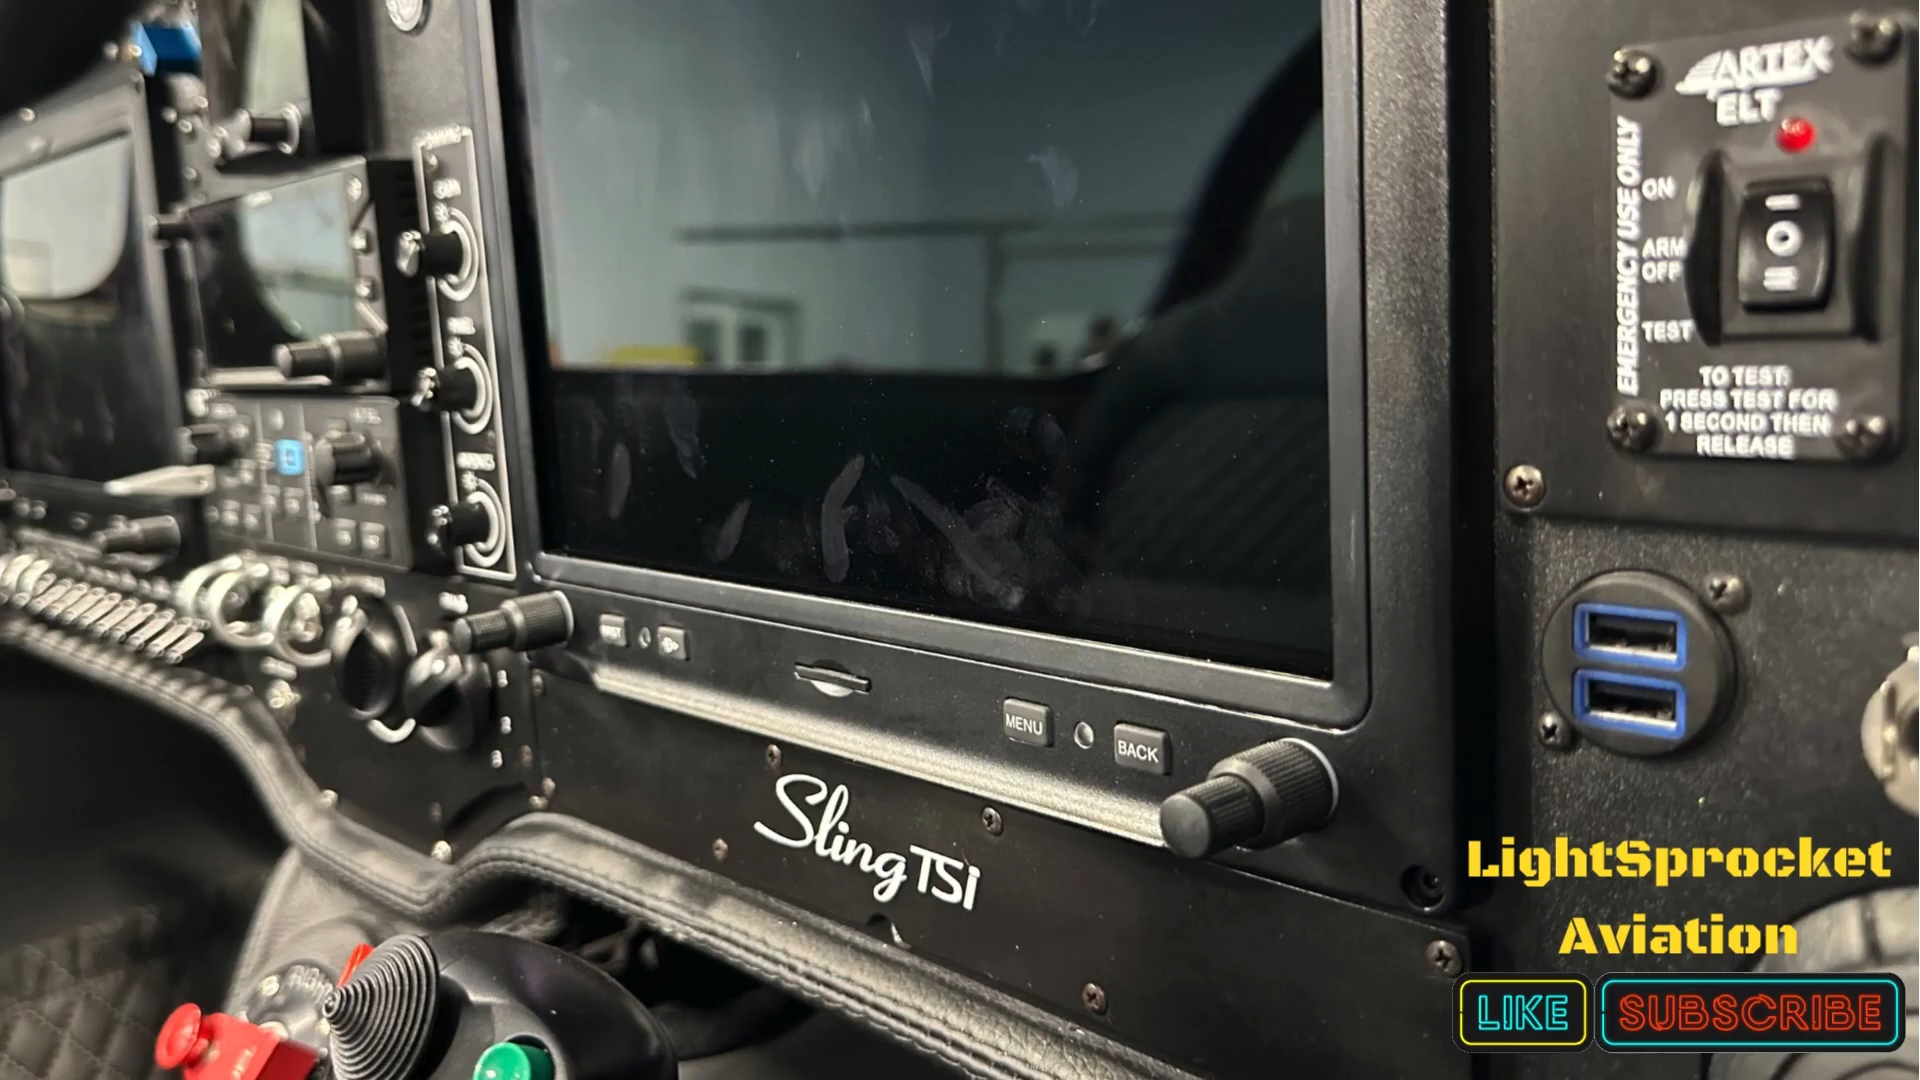 ARTEX
ELT
ON
ARM
OFF
TEST
EMERGENCY USE ONLY
TO TEST:
PRESS TEST FOR
1 SECOND THEN
RELEASE
MENU
BACK
Sling TSi
LightSprocket
Aviation
LIKE
SUBSCRIBE